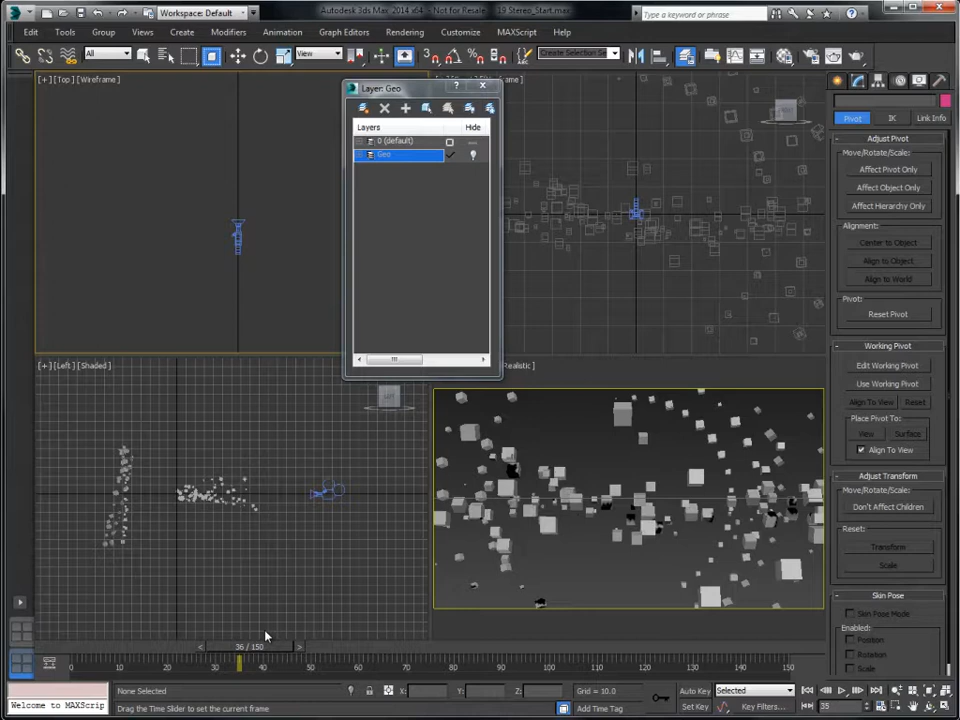 Workspace: Default
Autodesk 3ds Max 2014 x64 - Not for Resale
19 Stereo_Start.max
Type a keyword or phrase
Edit
Tools
Group
Views
Create
Modifiers
Animation
Graph Editors
Rendering
Customize
MAXScript
Help
All
View
Create Selection Se
[+] [Top] [Wireframe]
Layer: Geo
Layers
Hide
0 (default)
Geo
Pivot
IK
Link Info
Adjust Pivot
Move/Rotate/Scale:
Affect Pivot Only
Affect Object Only
Affect Hierarchy Only
Alignment:
Center to Object
Align to Object
Align to World
Pivot:
Reset Pivot
Working Pivot
Edit Working Pivot
Use Working Pivot
Align To View
Reset
Place Pivot To:
View
Surface
Align To View
Adjust Transform
Move/Rotate/Scale:
Don't Affect Children
Reset:
Transform
Scale
Skin Pose
Skin Pose Mode
Enabled:
Position
Rotation
Scale
[+] [Left] [Shaded]
Realistic ]
36 / 150
0
10
20
30
40
50
60
70
80
90
100
110
120
130
140
150
None Selected
X:
Y:
Z:
Grid = 10.0
Auto Key
Selected
Welcome to MAXScrip
Drag the Time Slider to set the current frame
Add Time Tag
Set Key
Key Filters...
35